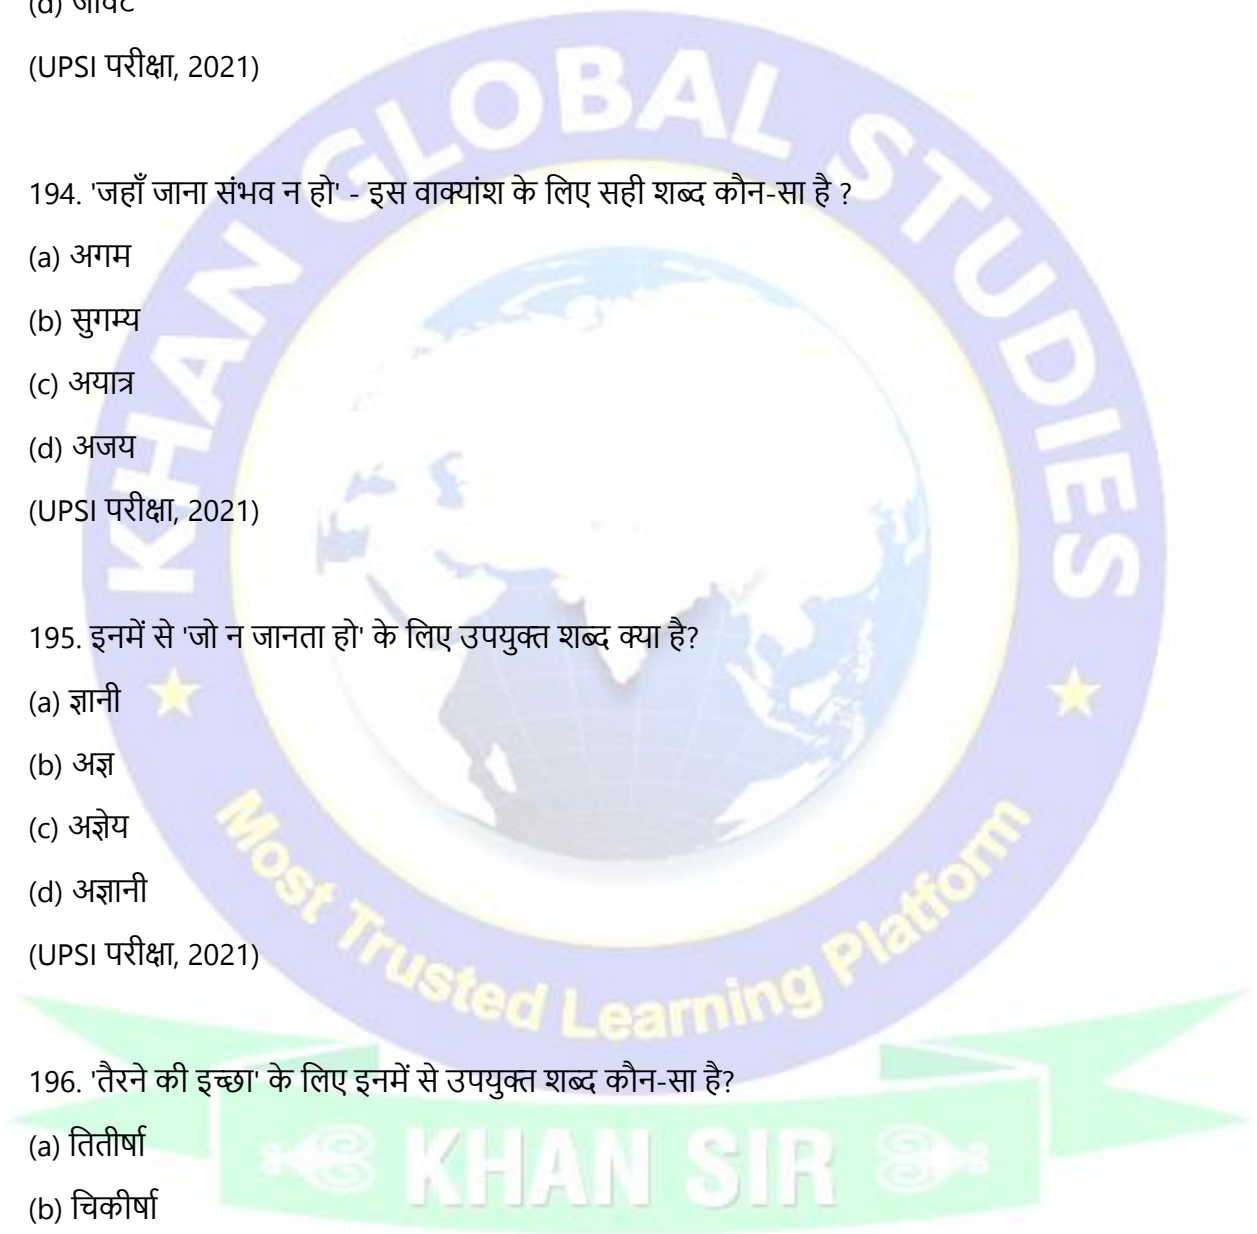 (d) जीवट
(UPSI परीक्षा, 2021)
194. 'जहाँ जाना संभव न हो' - इस वाक्यांश के लिए सही शब्द कौन-सा है ?
(a) अगम
(b) सुगम्य
(c) अयात्र
(d) अजय
(UPSI परीक्षा, 2021)
195. इनमें से 'जो न जानता हो' के लिए उपयुक्त शब्द क्या है?
(a) ज्ञानी
(b) अज्ञ
(c) अज्ञेय
(d) अज्ञानी
(UPSI परीक्षा, 2021)
196. 'तैरने की इच्छा' के लिए इनमें से उपयुक्त शब्द कौन-सा है?
(a) तितीर्षा
(b) चिकीर्षा
KHAN GLOBAL STUDIES
Most Trusted Learning Platform
KHAN SIR